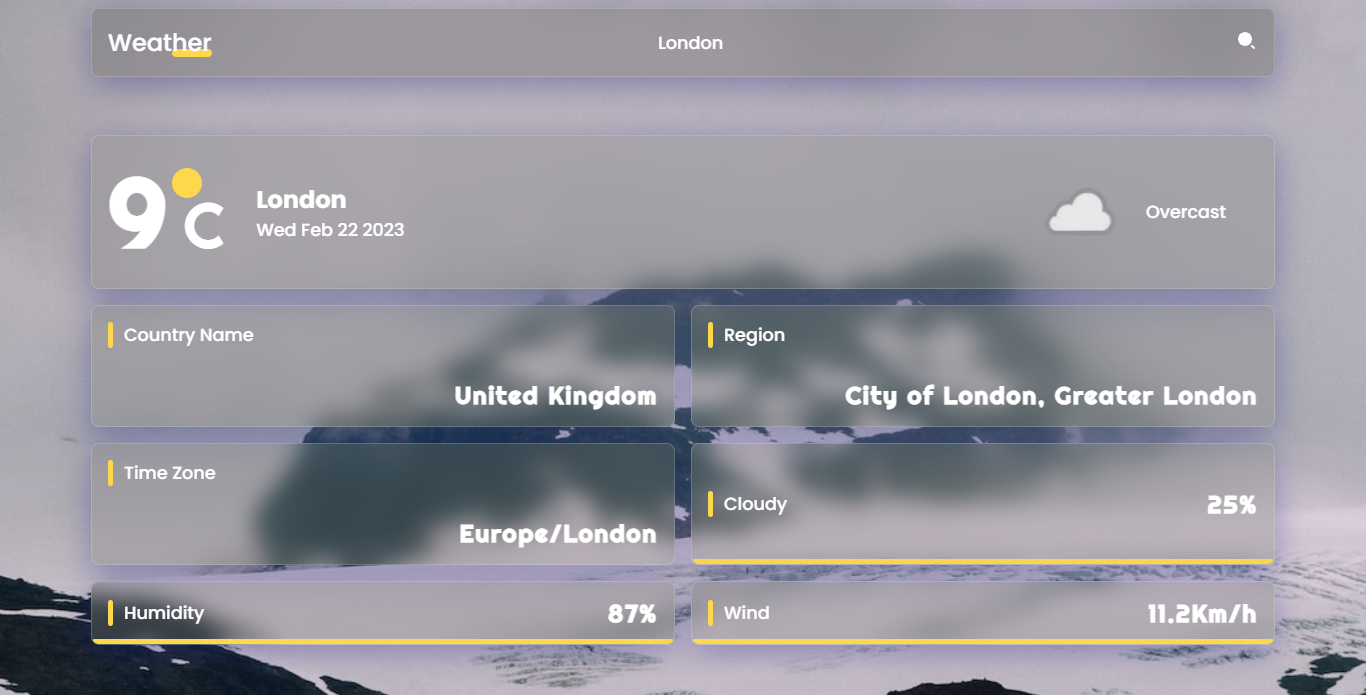 Weather
London
9°c
London
Wed Feb 22 2023
Overcast
Country Name
United Kingdom
Region
City of London, Greater London
Time Zone
Europe/London
Cloudy
25%
Humidity
87%
Wind
11.2Km/h